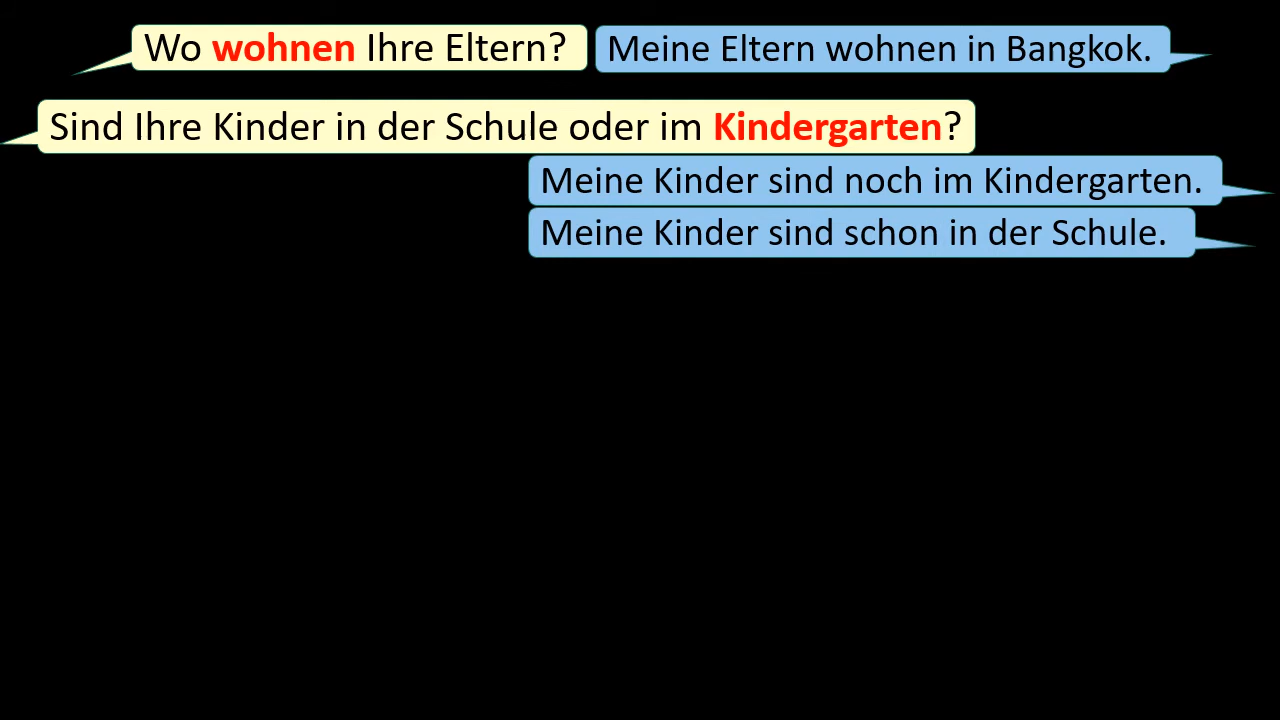 Wo wohnen Ihre Eltern?
Meine Eltern wohnen in Bangkok.
Sind Ihre Kinder in der Schule oder im Kindergarten?
Meine Kinder sind noch im Kindergarten.
Meine Kinder sind schon in der Schule.